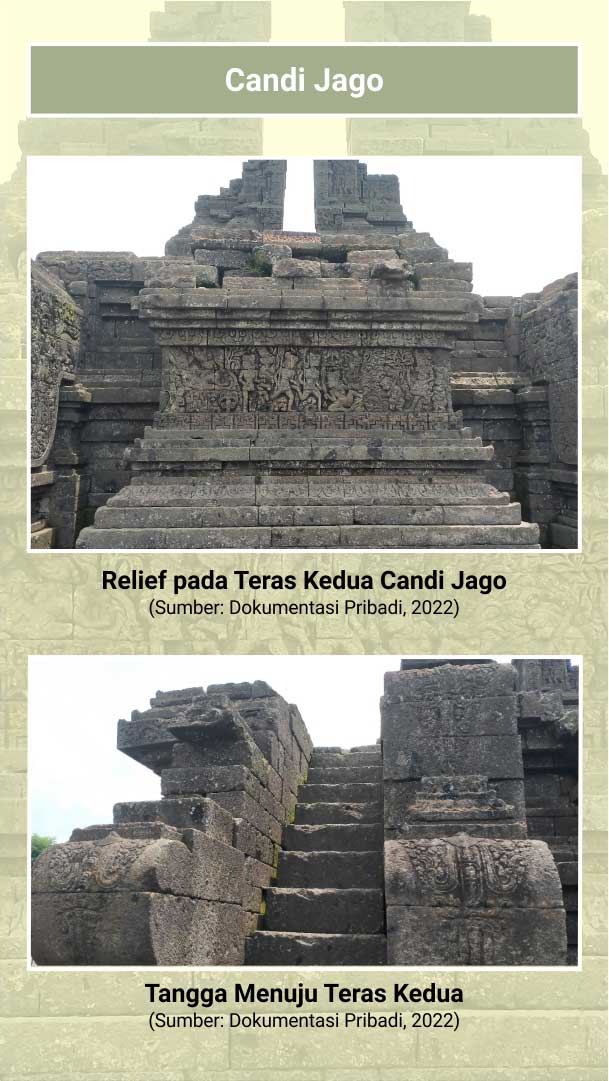 Candi Jago
Relief pada Teras Kedua Candi Jago
(Sumber: Dokumentasi Pribadi, 2022)
Tangga Menuju Teras Kedua
(Sumber: Dokumentasi Pribadi, 2022)